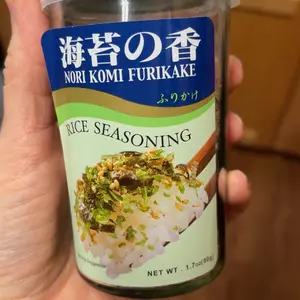 海苔の香
NORI KOMI FURIKAKE
ふりかけ
RICE SEASONING
NET WT. 1.7oz(50g)